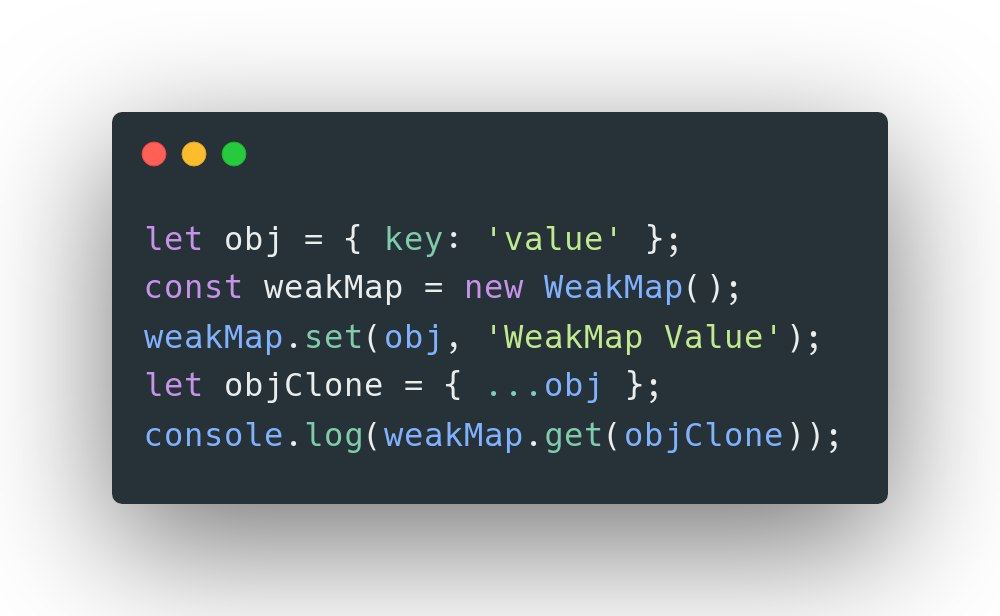 let obj = { key: 'value' };
const weakMap = new WeakMap();
weakMap.set(obj, 'WeakMap Value');
let objClone = { ...obj };
console.log(weakMap.get(objClone));